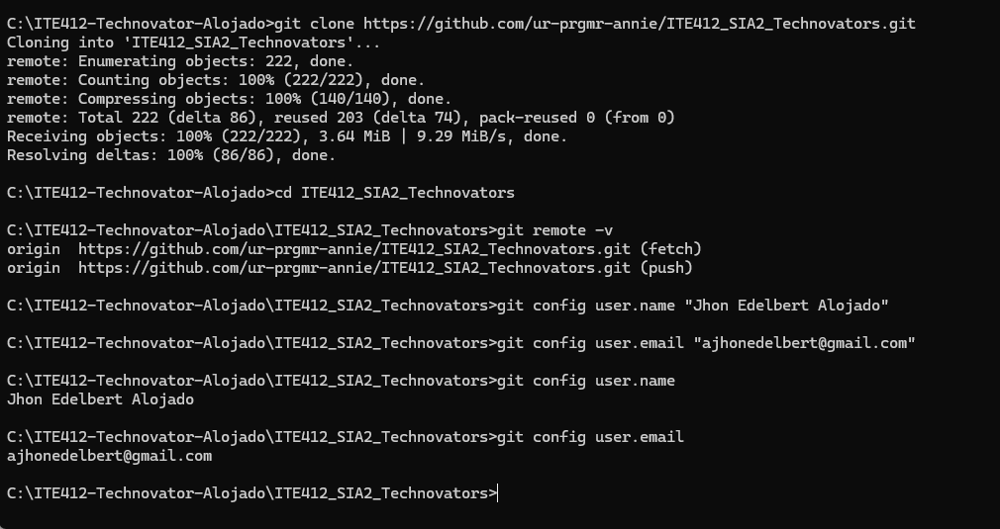 C:\ITE412-Technovator-Alojado>git clone https://github.com/ur-prgmr-annie/ITE412_SIA2_Technovators.git
Cloning into 'ITE412_SIA2_Technovators'...
remote: Enumerating objects: 222, done.
remote: Counting objects: 100% (222/222), done.
remote: Compressing objects: 100% (140/140), done.
remote: Total 222 (delta 86), reused 203 (delta 74), pack-reused 0 (from 0)
Receiving objects: 100% (222/222), 3.64 MiB | 9.29 MiB/s, done.
Resolving deltas: 100% (86/86), done.
C:\ITE412-Technovator-Alojado>cd ITE412_SIA2_Technovators
C:\ITE412-Technovator-Alojado\ITE412_SIA2_Technovators>git remote -v
origin  https://github.com/ur-prgmr-annie/ITE412_SIA2_Technovators.git (fetch)
origin  https://github.com/ur-prgmr-annie/ITE412_SIA2_Technovators.git (push)
C:\ITE412-Technovator-Alojado\ITE412_SIA2_Technovators>git config user.name "Jhon Edelbert Alojado"
C:\ITE412-Technovator-Alojado\ITE412_SIA2_Technovators>git config user.email "ajhonedelbert@gmail.com"
C:\ITE412-Technovator-Alojado\ITE412_SIA2_Technovators>git config user.name
Jhon Edelbert Alojado
C:\ITE412-Technovator-Alojado\ITE412_SIA2_Technovators>git config user.email
ajhonedelbert@gmail.com
C:\ITE412-Technovator-Alojado\ITE412_SIA2_Technovators>